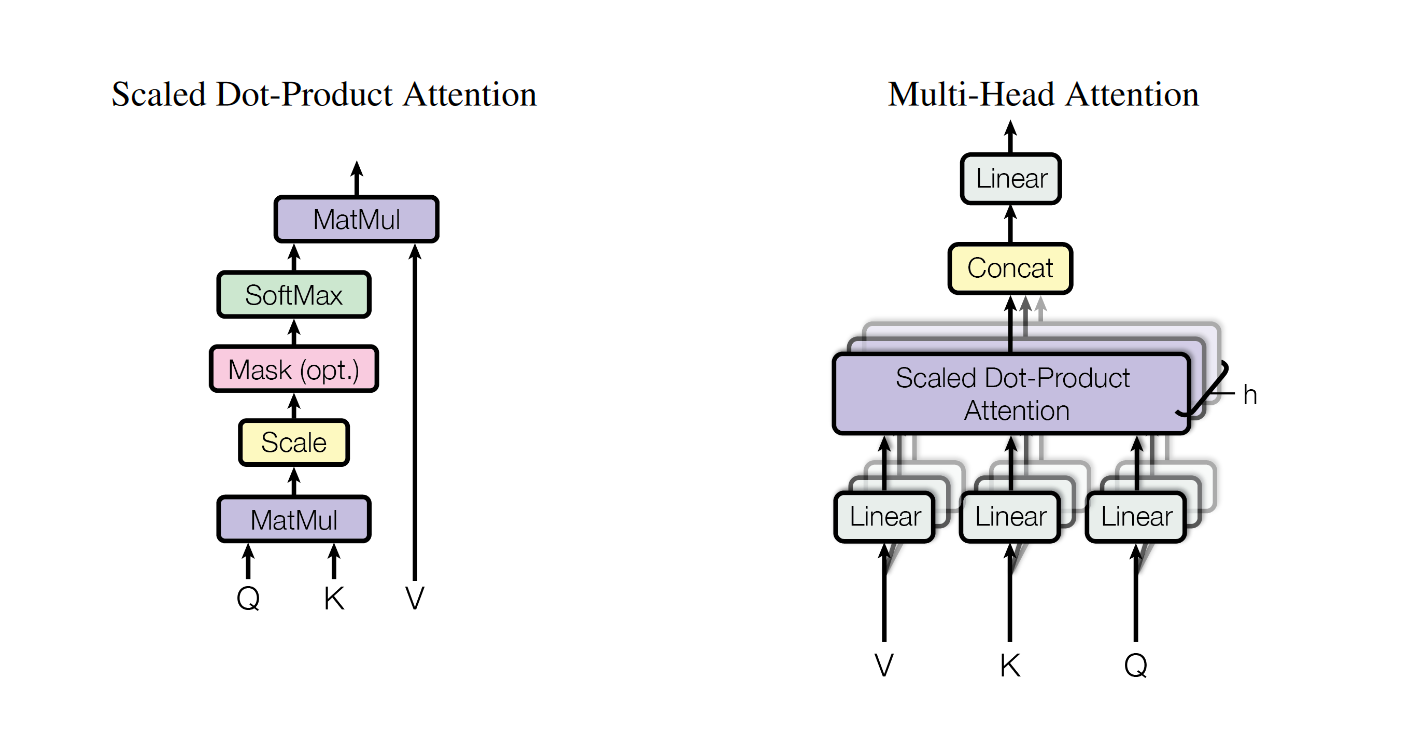 Scaled Dot-Product Attention
MatMul
SoftMax
Mask (opt.)
Scale
MatMul
Q K V
Multi-Head Attention
Linear
Concat
Scaled Dot-Product
Attention
h
Linear Linear Linear
V K Q